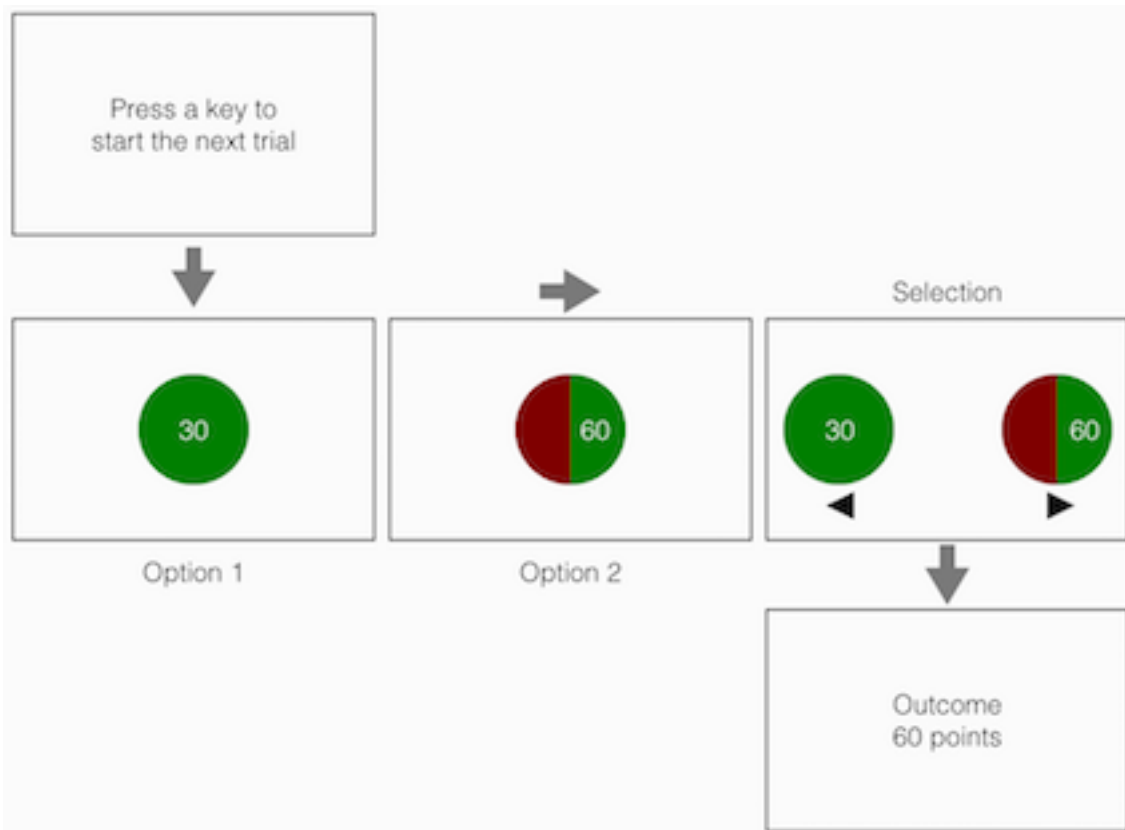 Press a key to
start the next trial
Selection
30
60
30
60
Option 1
Option 2
Outcome
60 points